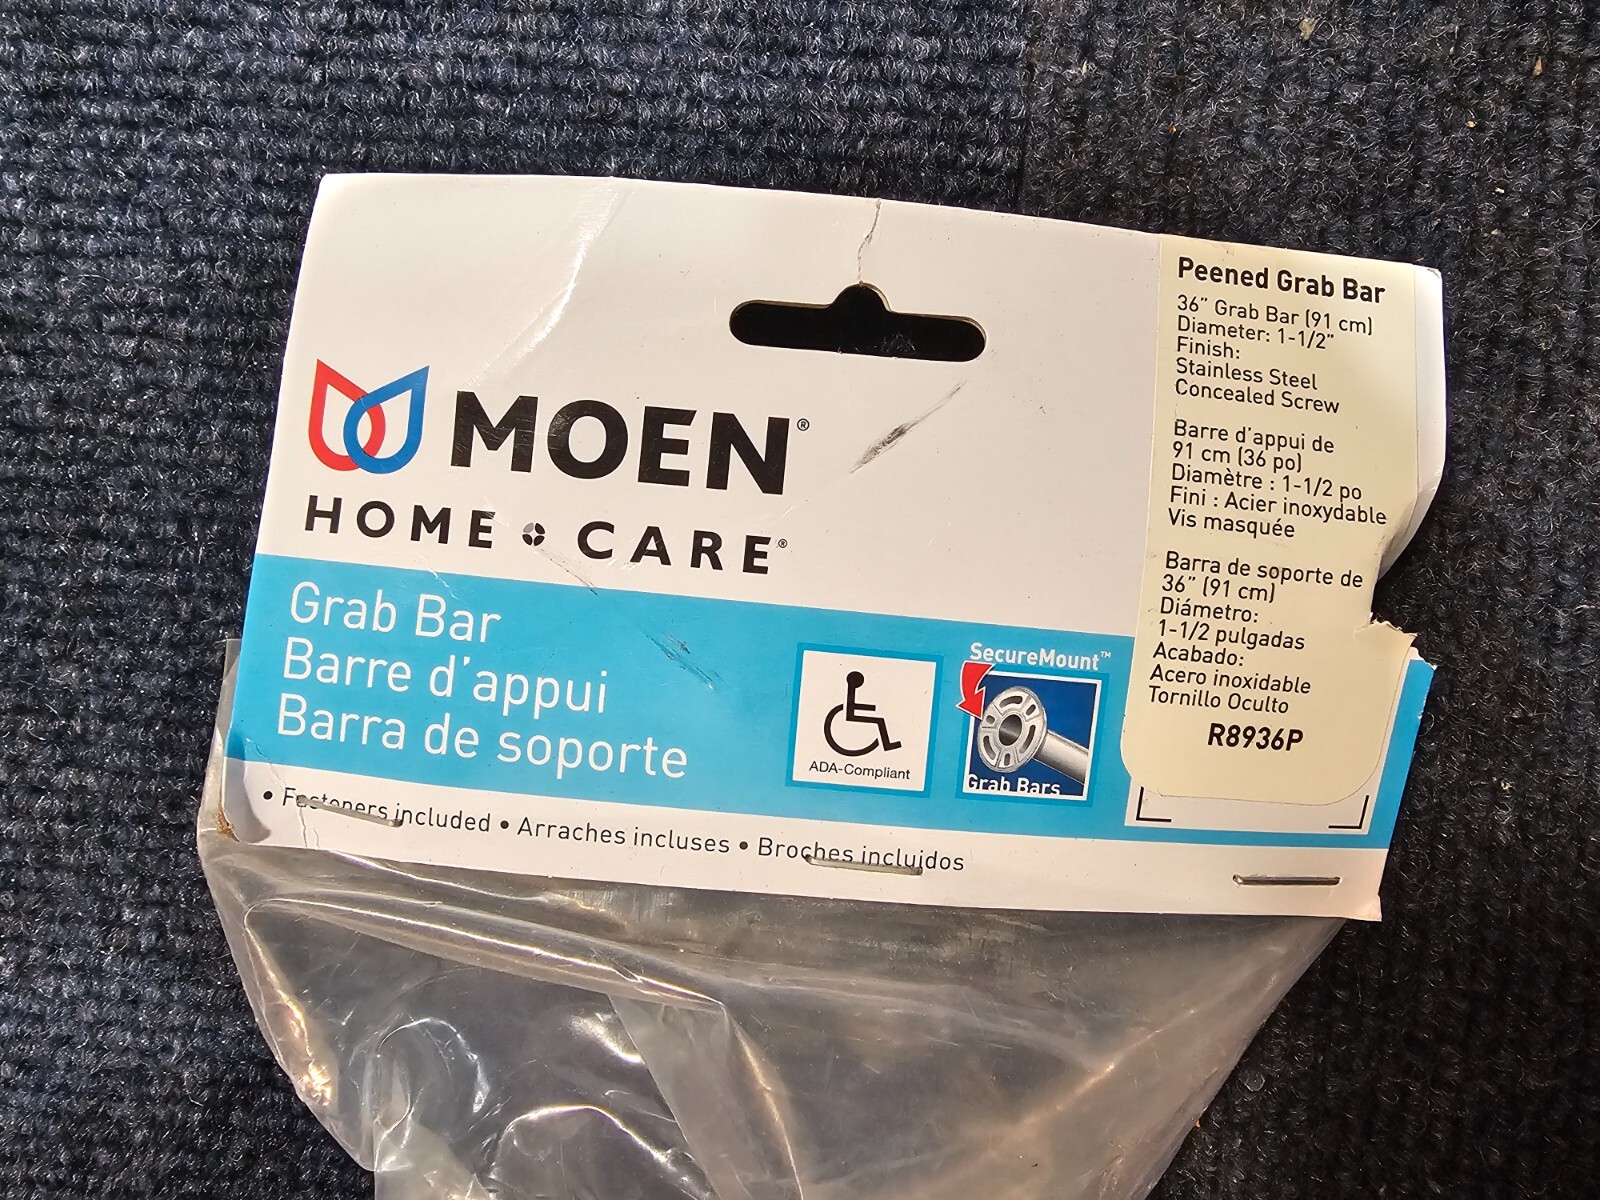 MOEN®
HOME CARE®
Grab Bar
Barre d'appui
Barra de soporte
ADA-Compliant
SecureMount™
Grab Bars
• Fasteners included • Arraches incluses • Broches incluidos
Peened Grab Bar
36" Grab Bar (91 cm)
Diameter: 1-1/2"
Finish:
Stainless Steel
Concealed Screw
Barre d'appui de
91 cm (36 po)
Diamètre : 1-1/2 po
Fini : Acier inoxydable
Vis masquée
Barra de soporte de
36" (91 cm)
Diámetro:
1-1/2 pulgadas
Acabado:
Acero inoxidable
Tornillo Oculto
R8936P